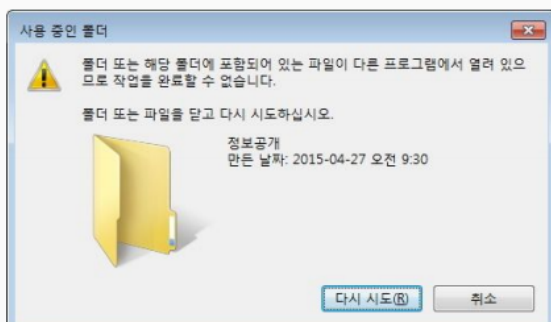 사용 중인 폴더
폴더 또는 해당 폴더에 포함되어 있는 파일이 다른 프로그램에서 열려 있으
므로 작업을 완료할 수 없습니다.
폴더 또는 파일을 닫고 다시 시도하십시오.
정보공개
만든 날짜: 2015-04-27 오전 9:30
다시 시도(R)
취소